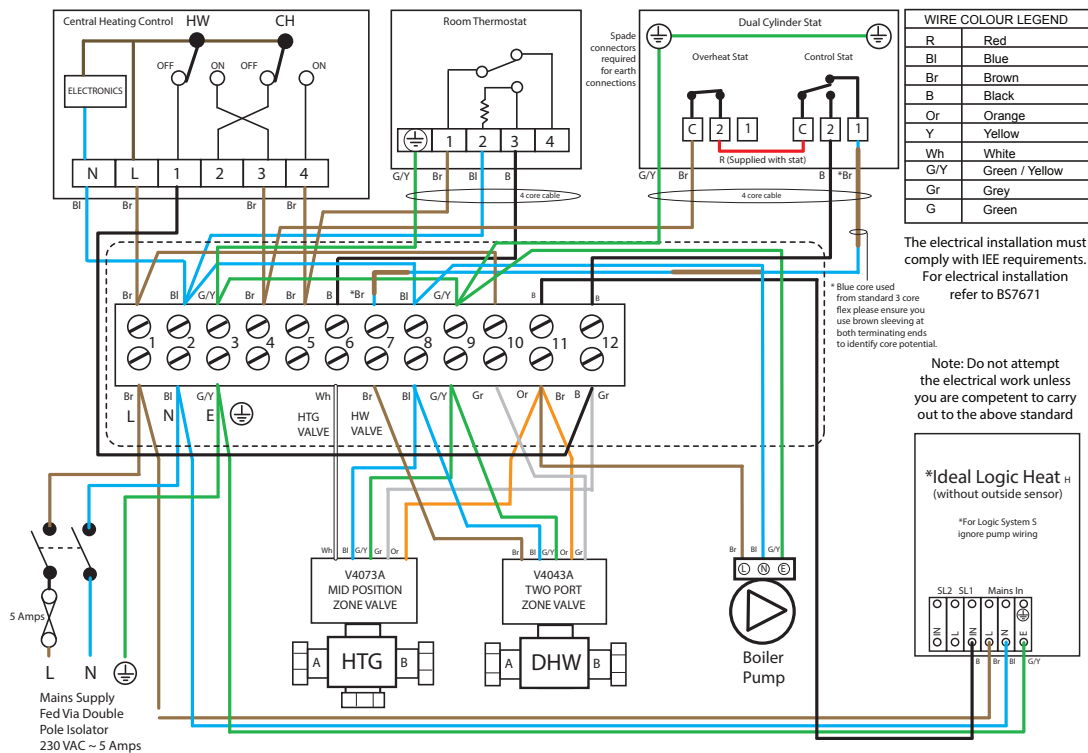 Central Heating Control
HW
CH
OFF
ON
OFF
ON
ELECTRONICS
N
L
1
2
3
4
Bl
Br
Br
Br
Room Thermostat
1
2
3
4
G/Y
Br
Bl
B
4 core cable
Spade
connectors
required
for earth
connections
Dual Cylinder Stat
Overheat Stat
Control Stat
C
2
1
C
2
1
R (Supplied with stat)
G/Y
Br
B
*Br
4 core cable
WIRE COLOUR LEGEND
R Red
Bl Blue
Br Brown
B Black
Or Orange
Y Yellow
Wh White
G/Y Green / Yellow
Gr Grey
G Green
The electrical installation must
comply with IEE requirements.
For electrical installation
refer to BS7671
* Blue core used
from standard 3 core
flex please ensure you
use brown sleeving at
both terminating ends
to identify core potential.
Note: Do not attempt
the electrical work unless
you are competent to carry
out to the above standard
Br
Bl
G/Y
Br
Br
B
*Br
Bl
G/Y
B
B
1
2
3
4
5
6
7
8
9
10
11
12
Br
Bl
G/Y
Wh
Br
Bl
G/Y
Gr
Or
Br
B
Gr
L
N
E
HTG
VALVE
HW
VALVE
*Ideal Logic Heat H
(without outside sensor)
*For Logic System S
ignore pump wiring
SL2 SL1 Mains In
IN
L
IN
L
N
E
B
Br
Bl
G/Y
Wh
Bl
G/Y
Gr
Or
V4073A
MID POSITION
ZONE VALVE
A
HTG
B
Br
Bl
G/Y
Or
Gr
V4043A
TWO PORT
ZONE VALVE
A
DHW
B
Br
Bl
G/Y
L
N
E
Boiler
Pump
5 Amps
L
N
Mains Supply
Fed Via Double
Pole Isolator
230 VAC ~ 5 Amps